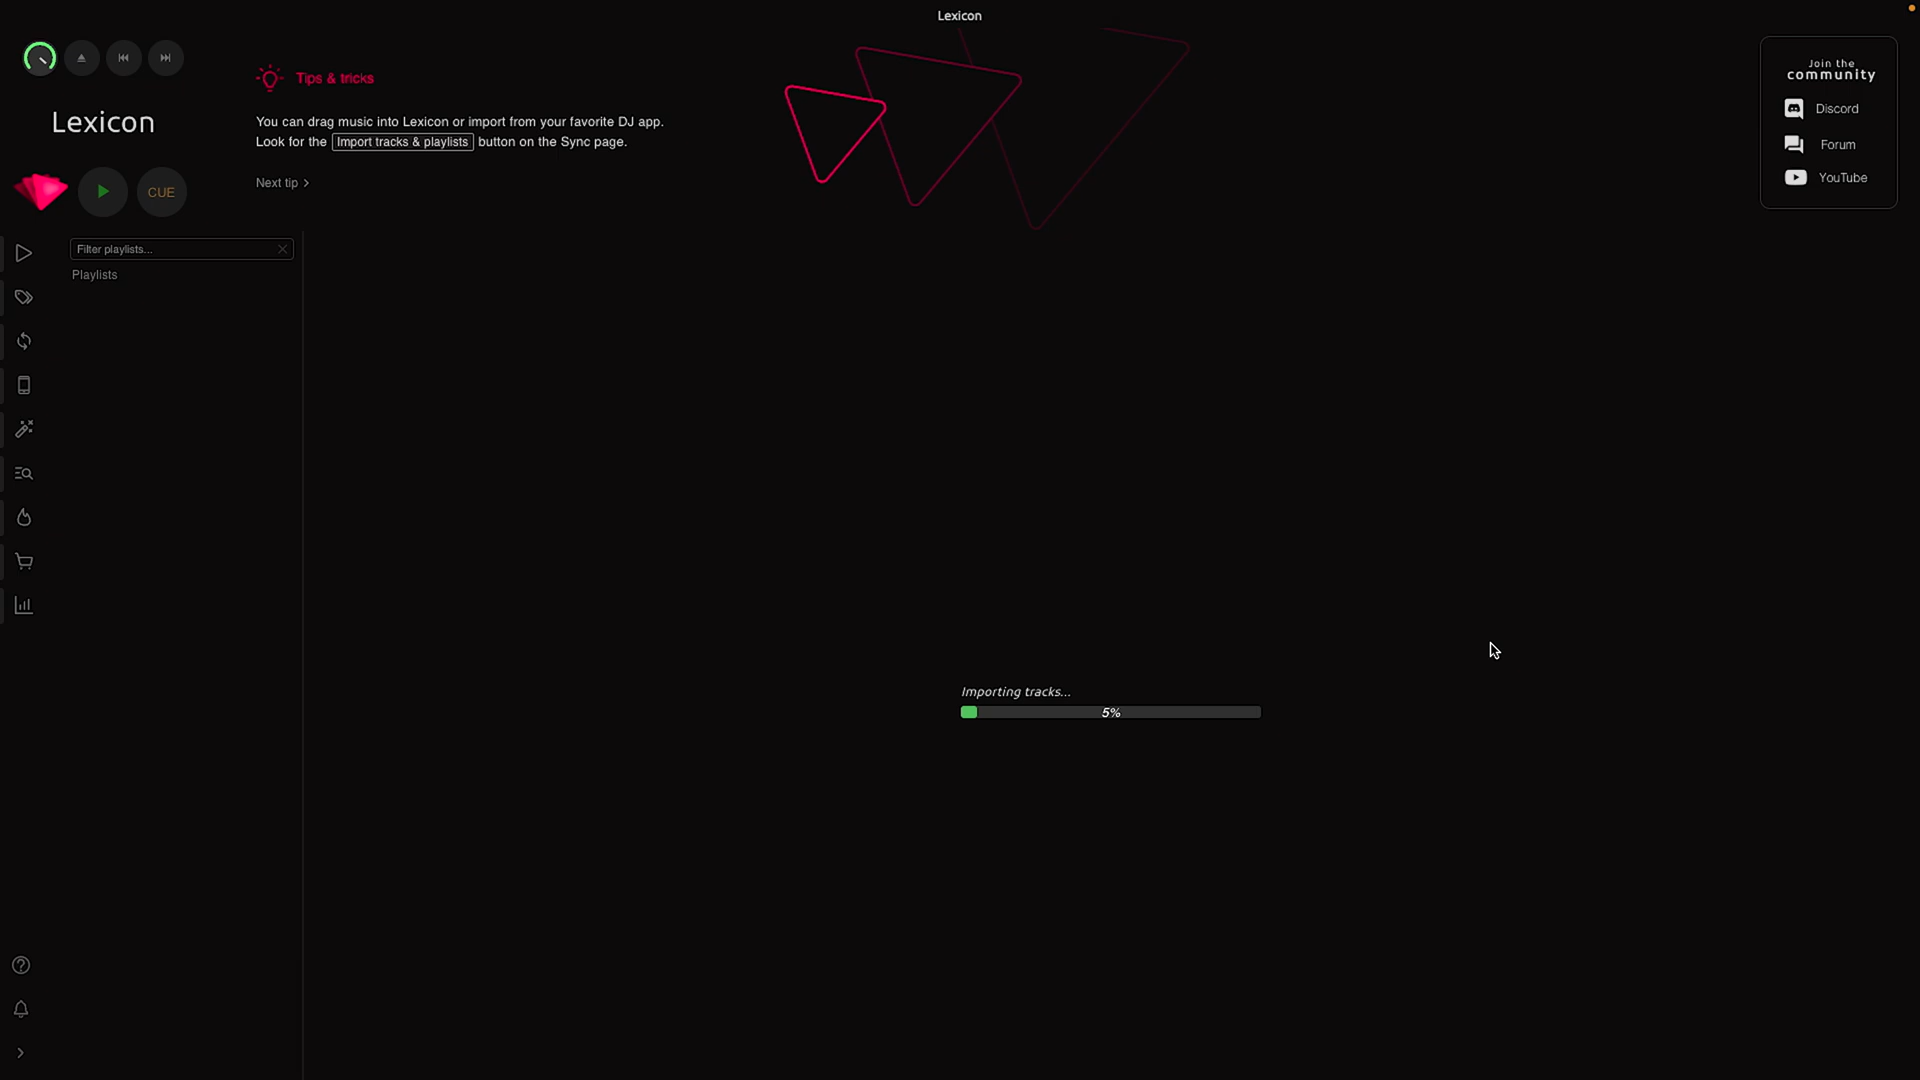 Lexicon
Lexicon
CUE
Tips & tricks
You can drag music into Lexicon or import from your favorite DJ app.
Look for the Import tracks & playlists button on the Sync page.
Next tip
Join the
community
Discord
Forum
YouTube
Filter playlists...
Playlists
Importing tracks...
5%